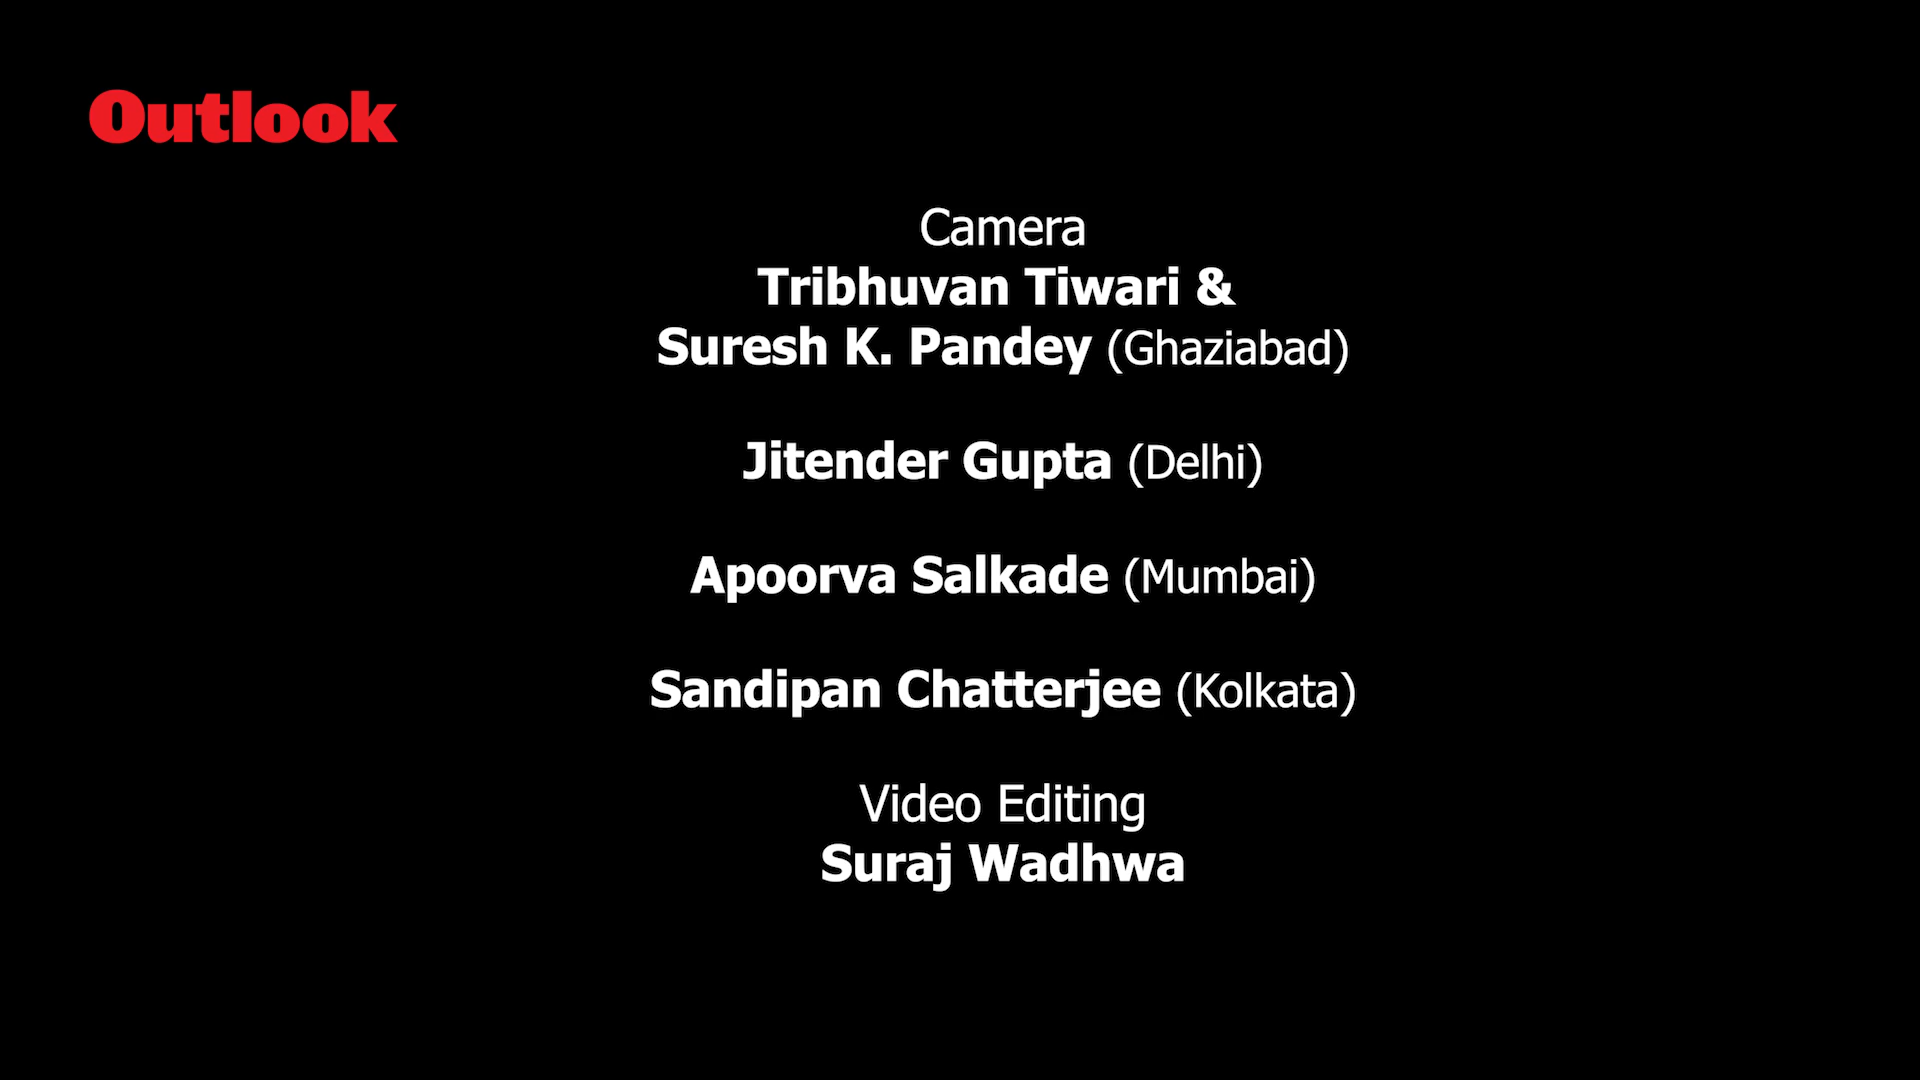 Outlook
Camera
Tribhuvan Tiwari &
Suresh K. Pandey (Ghaziabad)
Jitender Gupta (Delhi)
Apoorva Salkade (Mumbai)
Sandipan Chatterjee (Kolkata)
Video Editing
Suraj Wadhwa